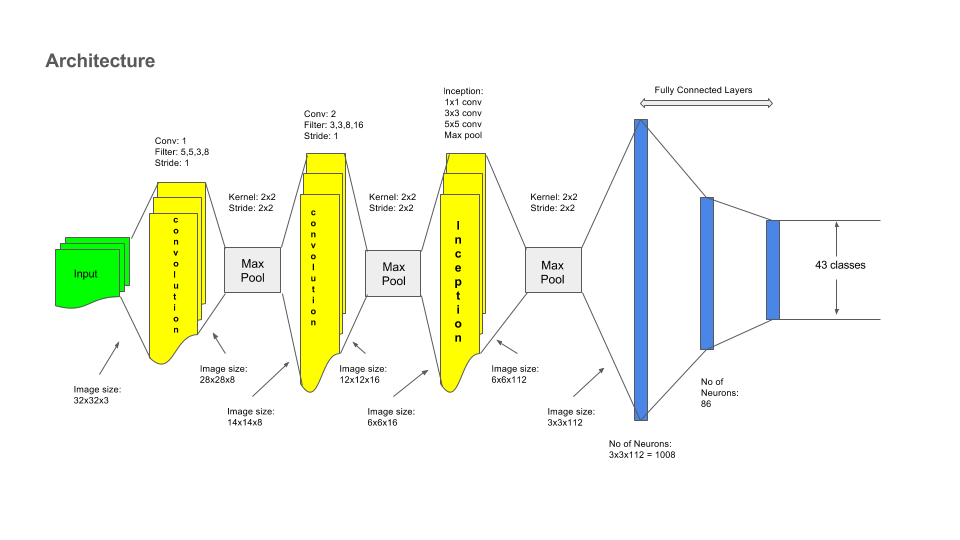 Architecture
Inception:
1x1 conv
3x3 conv
5x5 conv
Max pool
Fully Connected Layers
Conv: 2
Filter: 3,3,8,16
Stride: 1
Conv: 1
Filter: 5,5,3,8
Stride: 1
Kernel: 2x2
Stride: 2x2
Kernel: 2x2
Stride: 2x2
Kernel: 2x2
Stride: 2x2
Input
convolution
Max
Pool
convolution
Max
Pool
Inception
Max
Pool
43 classes
Image size:
32x32x3
Image size:
28x28x8
Image size:
14x14x8
Image size:
12x12x16
Image size:
6x6x16
Image size:
6x6x112
Image size:
3x3x112
No of
Neurons:
86
No of Neurons:
3x3x112 = 1008